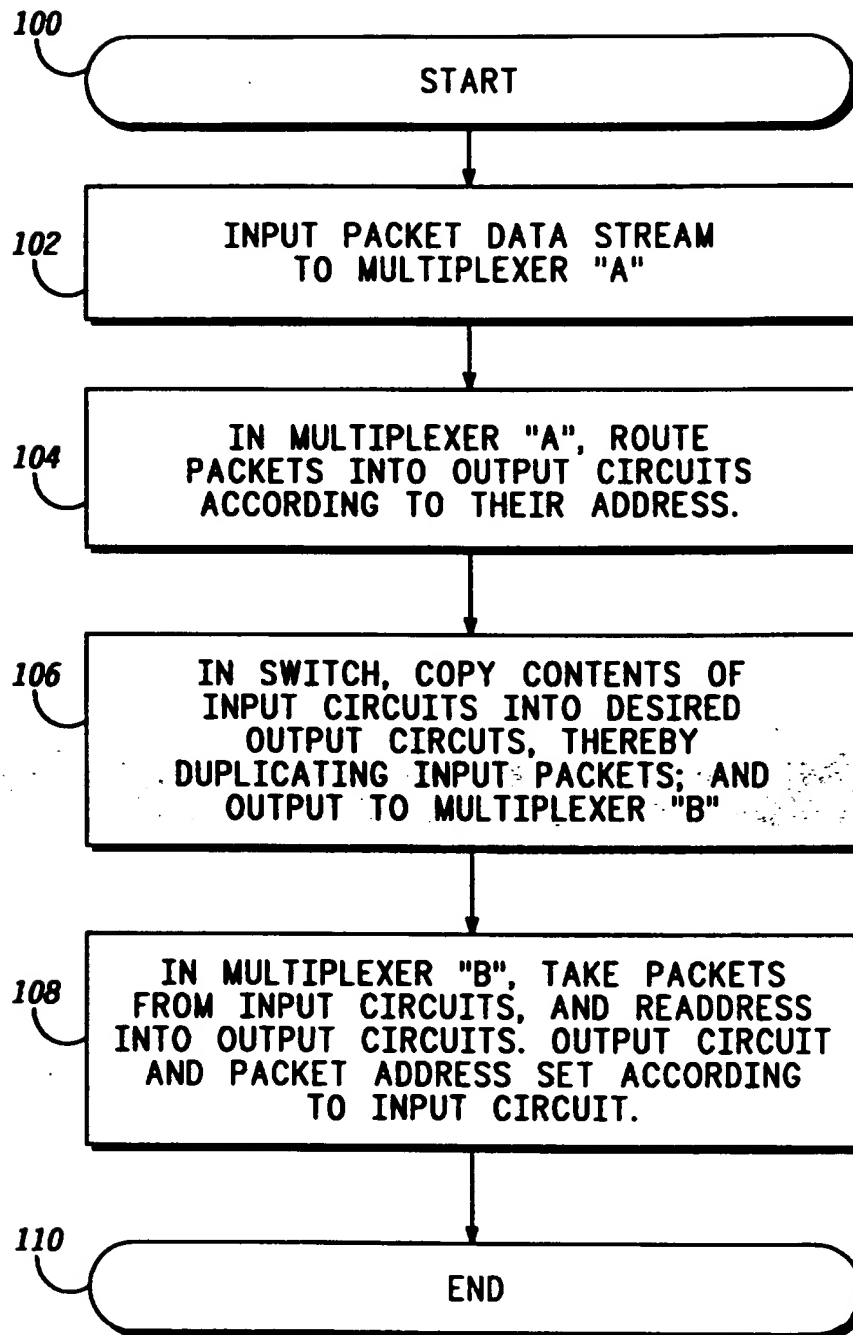 100
START
102
INPUT PACKET DATA STREAM
TO MULTIPLEXER "A"
104
IN MULTIPLEXER "A", ROUTE
PACKETS INTO OUTPUT CIRCUITS
ACCORDING TO THEIR ADDRESS.
106
IN SWITCH, COPY CONTENTS OF
INPUT CIRCUITS INTO DESIRED
OUTPUT CIRCUTS, THEREBY
DUPLICATING INPUT PACKETS; AND
OUTPUT TO MULTIPLEXER "B"
108
IN MULTIPLEXER "B", TAKE PACKETS
FROM INPUT CIRCUITS, AND READDRESS
INTO OUTPUT CIRCUITS. OUTPUT CIRCUIT
AND PACKET ADDRESS SET ACCORDING
TO INPUT CIRCUIT.
110
END